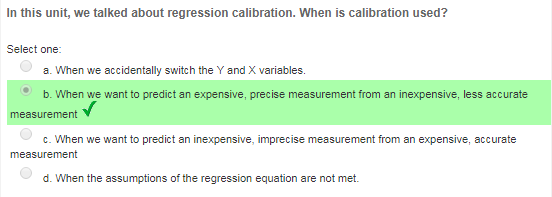 In this unit, we talked about regression calibration. When is calibration used?
Select one:
a. When we accidentally switch the Y and X variables.
b. When we want to predict an expensive, precise measurement from an inexpensive, less accurate
measurement
c. When we want to predict an inexpensive, imprecise measurement from an expensive, accurate
measurement
d. When the assumptions of the regression equation are not met.